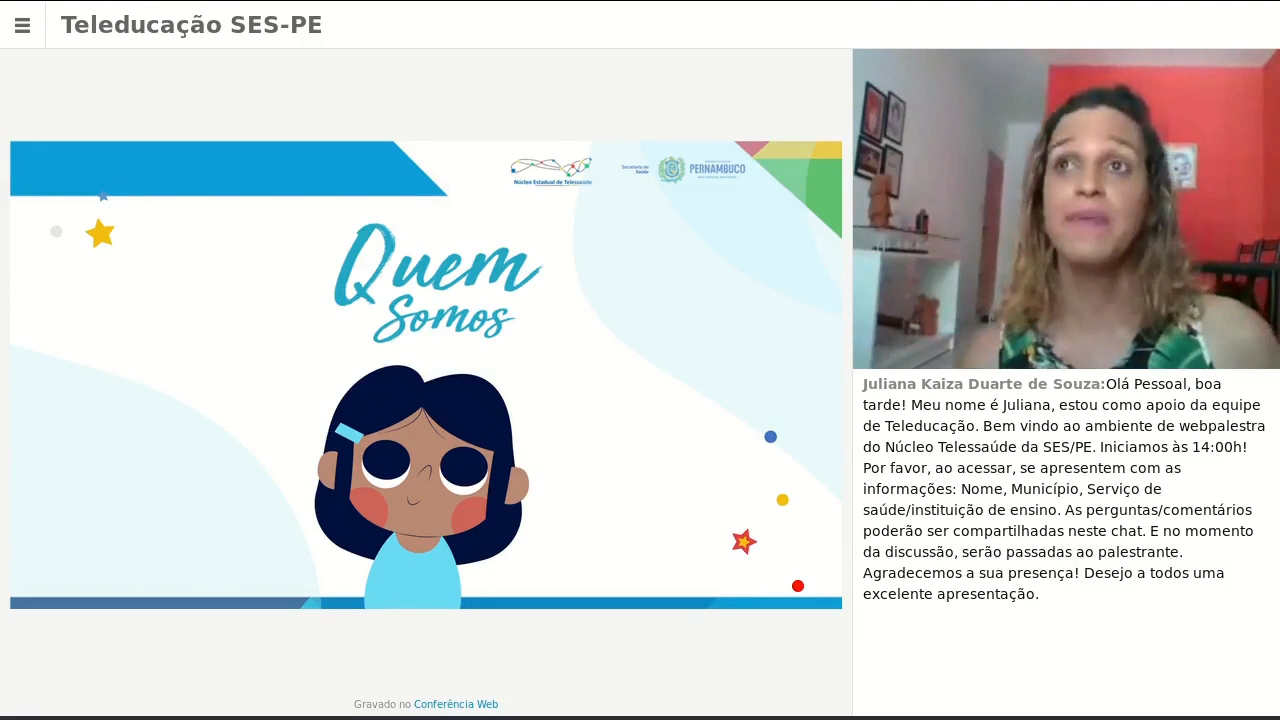 Teleducação SES-PE
Núcleo Estadual de Telessaúde
Secretaria de
Saúde
PERNAMBUCO
Quem
Somos
Juliana Kaiza Duarte de Souza:Olá Pessoal, boa
tarde! Meu nome é Juliana, estou como apoio da equipe
de Teleducação. Bem vindo ao ambiente de webpalestra
do Núcleo Telessaúde da SES/PE. Iniciamos às 14:00h!
Por favor, ao acessar, se apresentem com as
informações: Nome, Município, Serviço de
saúde/instituição de ensino. As perguntas/comentários
poderão ser compartilhadas neste chat. E no momento
da discussão, serão passadas ao palestrante.
Agradecemos a sua presença! Desejo a todos uma
excelente apresentação.
Gravado no Conferência Web